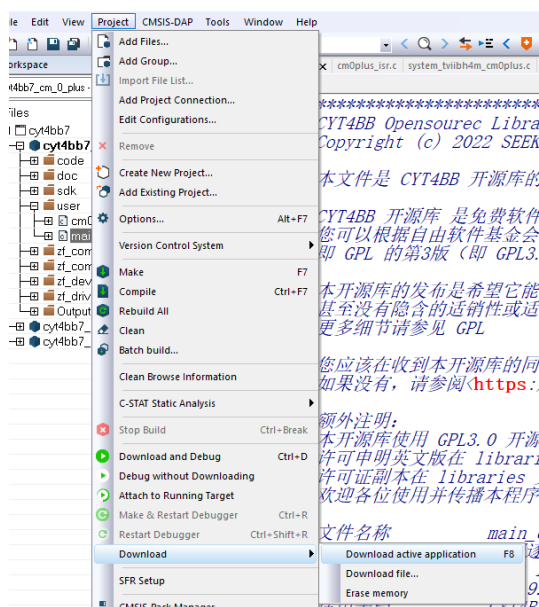 Edit View Project CMSIS-DAP Tools Window Help
Add Files...
Add Group...
Import File List...
Add Project Connection...
Edit Configurations...
Remove
Create New Project...
Add Existing Project...
Options... Alt+F7
Version Control System
Make F7
Compile Ctrl+F7
Rebuild All
Clean
Batch build...
Clean Browse Information
C-STAT Static Analysis
Stop Build Ctrl+Break
Download and Debug Ctrl+D
Debug without Downloading
Attach to Running Target
Make & Restart Debugger Ctrl+R
Restart Debugger Ctrl+Shift+R
Download
SFR Setup
CMSIS-Pack Manager
Download active application F8
Download file...
Erase memory
orkspace
t4bb7_cm_0_plus
iles
cyt4bb7
cyt4bb7_
code
doc
sdk
user
cm0
mai
zf_com
zf_com
zf_dev
zf_driv
Output
cyt4bb7_
cyt4bb7_
cm0plus_isr.c system_tviibh4m_cm0plus.c
*************************
CYT4BB Opensourec Libra
Copyright (c) 2022 SEEK
本文件是 CYT4BB 开源库的
CYT4BB 开源库 是免费软件
您可以根据自由软件基金会
即 GPL 的第3版（即 GPL3.
本开源库的发布是希望它能
甚至没有隐含的适销性或适
更多细节请参见 GPL
您应该在收到本开源库的同
如果没有，请参阅<https:/
额外注明：
本开源库使用 GPL3.0 开源
许可申明英文版在 librari
许可证副本在 libraries
欢迎各位使用并传播本程序
文件名称 main_